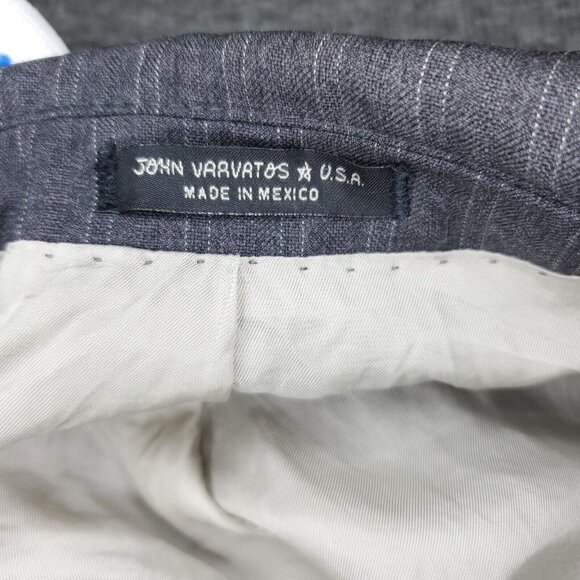 JOHN VARVATOS ☆ U.S.A.
MADE IN MEXICO